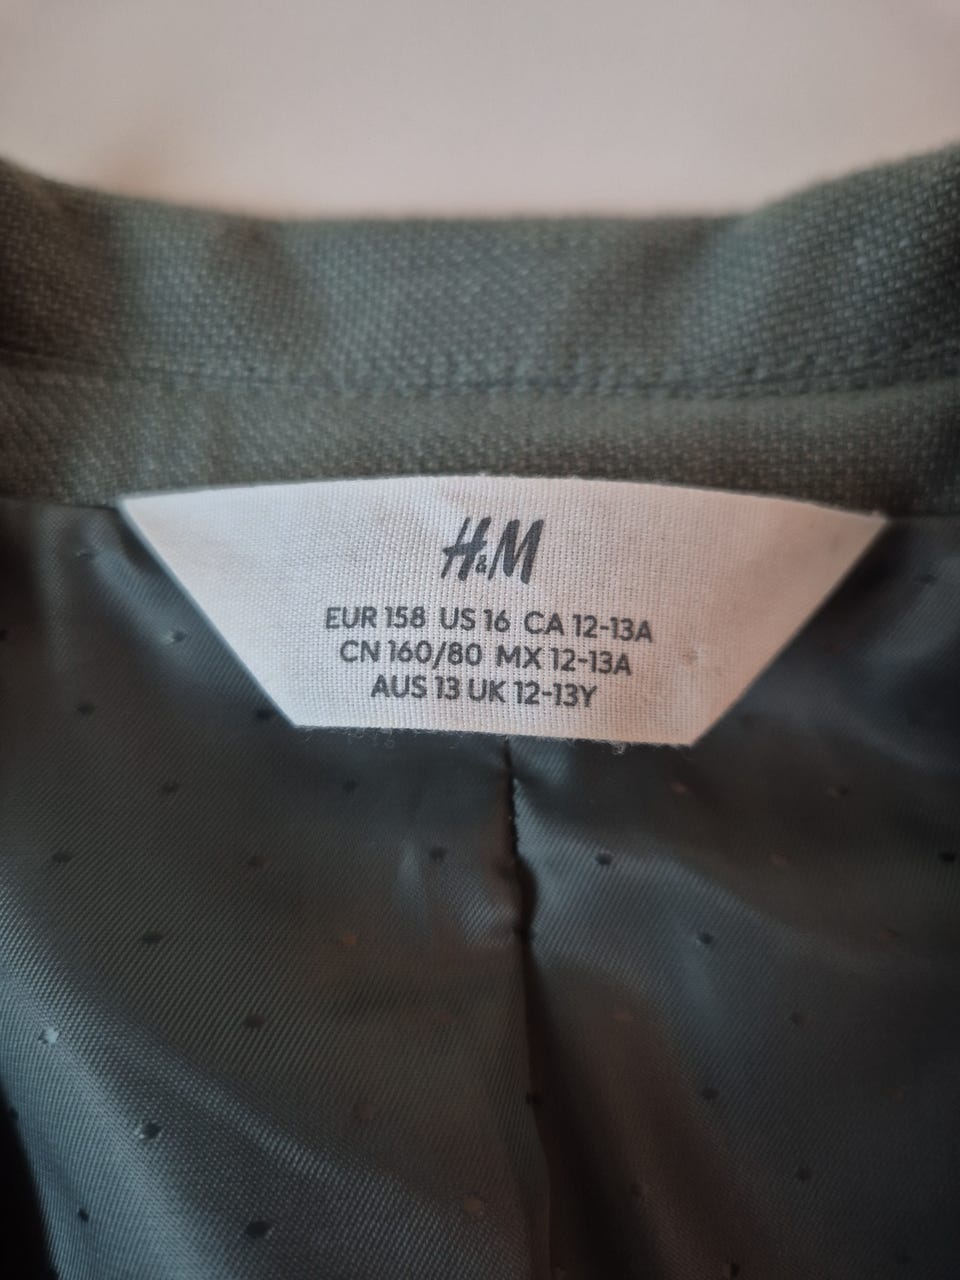 H&M
EUR 158 US 16 CA 12-13A
CN 160/80 MX 12-13A
AUS 13 UK 12-13Y